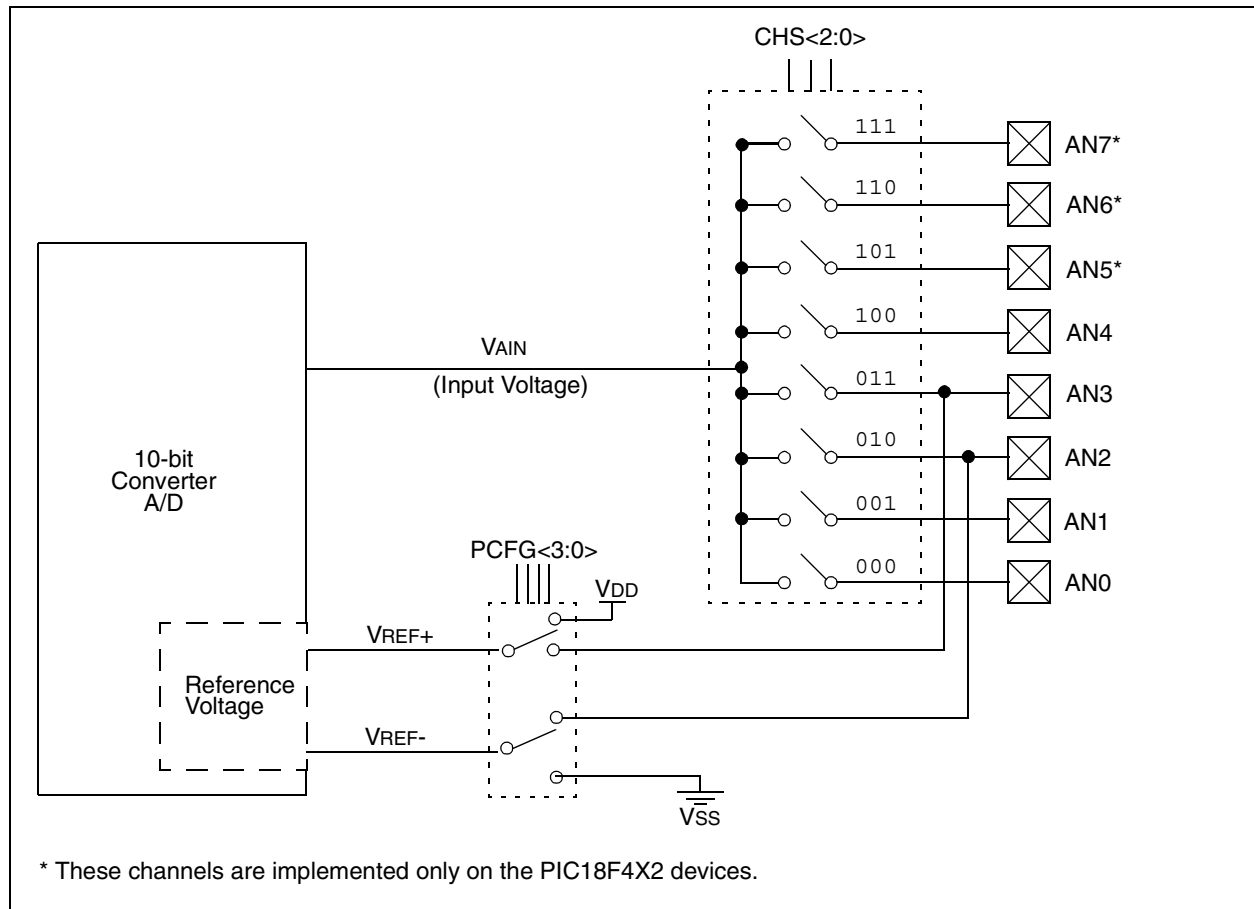 CHS<2:0>
111
AN7*
110
AN6*
101
AN5*
100
AN4
VAIN
(Input Voltage)
011
AN3
010
AN2
10-bit
Converter
A/D
001
AN1
PCFG<3:0>
000
AN0
VDD
VREF+
Reference
Voltage
VREF-
VSS
* These channels are implemented only on the PIC18F4X2 devices.